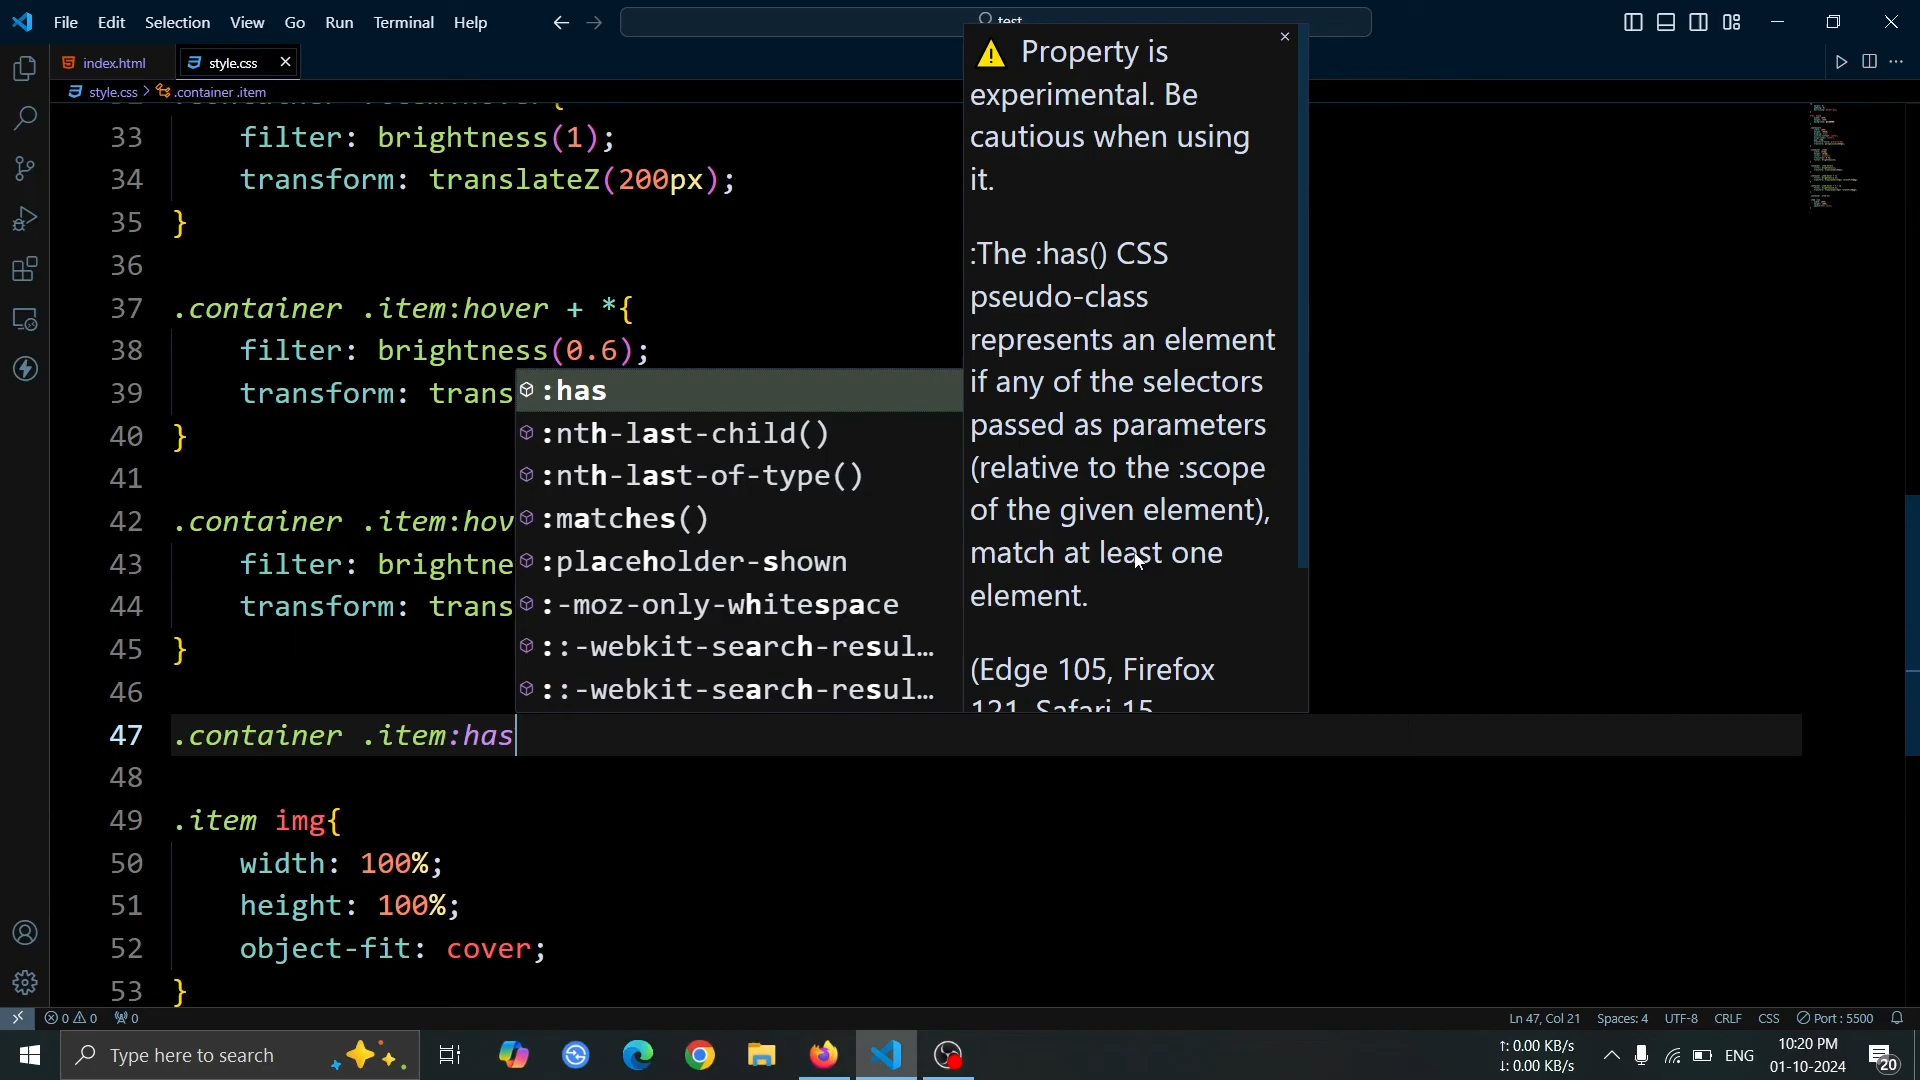 File Edit Selection View Go Run Terminal Help
test
index.html
style.css
style.css > .container .item
33 filter: brightness(1);
34 transform: translateZ(200px);
35 }
36
37 .container .item:hover + *{
38 filter: brightness(0.6);
39 transform: trans
40 }
41
42 .container .item:hov
43 filter: brightne
44 transform: trans
45 }
46
47 .container .item:has
48
49 .item img{
50 width: 100%;
51 height: 100%;
52 object-fit: cover;
53 }
:has
:nth-last-child()
:nth-last-of-type()
:matches()
:placeholder-shown
:-moz-only-whitespace
::-webkit-search-resul…
::-webkit-search-resul…
Property is
experimental. Be
cautious when using
it.
:The :has() CSS
pseudo-class
represents an element
if any of the selectors
passed as parameters
(relative to the :scope
of the given element),
match at least one
element.
(Edge 105, Firefox
121, Safari 15
0 0 0
Ln 47, Col 21 Spaces: 4 UTF-8 CRLF CSS Port : 5500
Type here to search
↑: 0.00 KB/s
↓: 0.00 KB/s
ENG
10:20 PM
01-10-2024
20